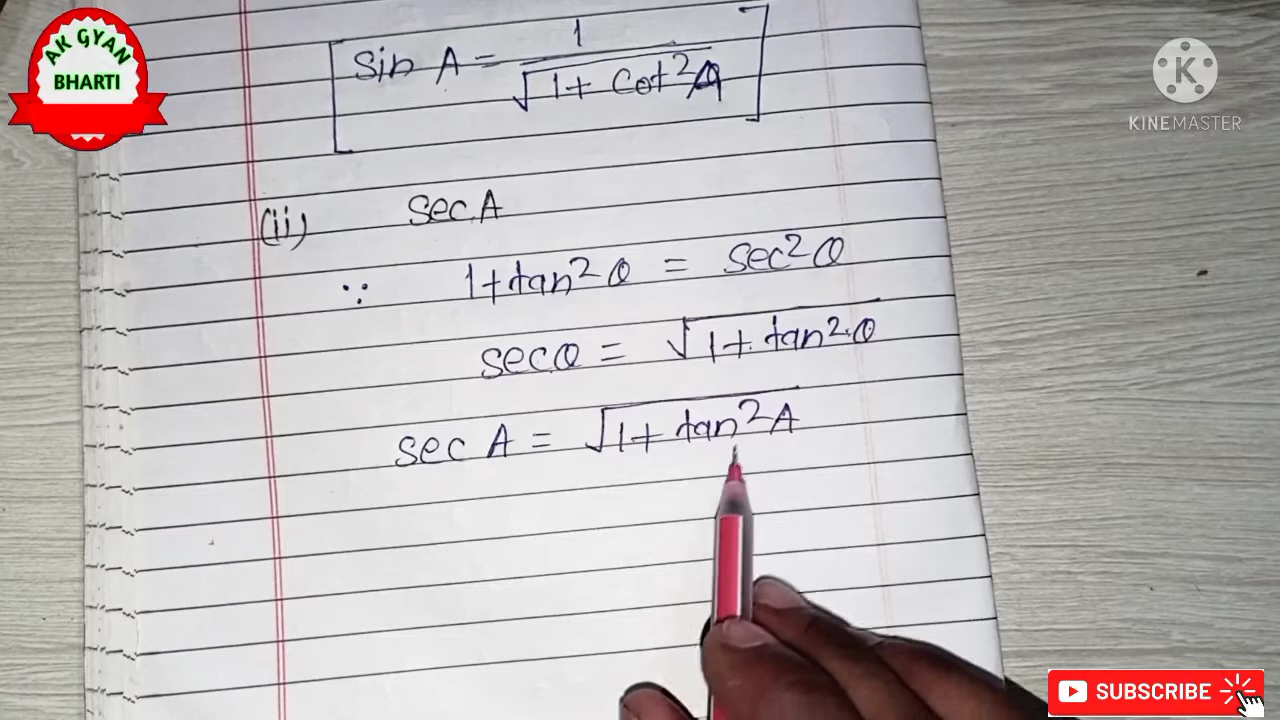 AK GYAN
BHARTI
K
KINEMASTER
sin A = 1 / √1 + cot²A
(ii) sec A
∵ 1 + tan²θ = sec²θ
sec θ = √1 + tan²θ
sec A = √1 + tan²A
SUBSCRIBE